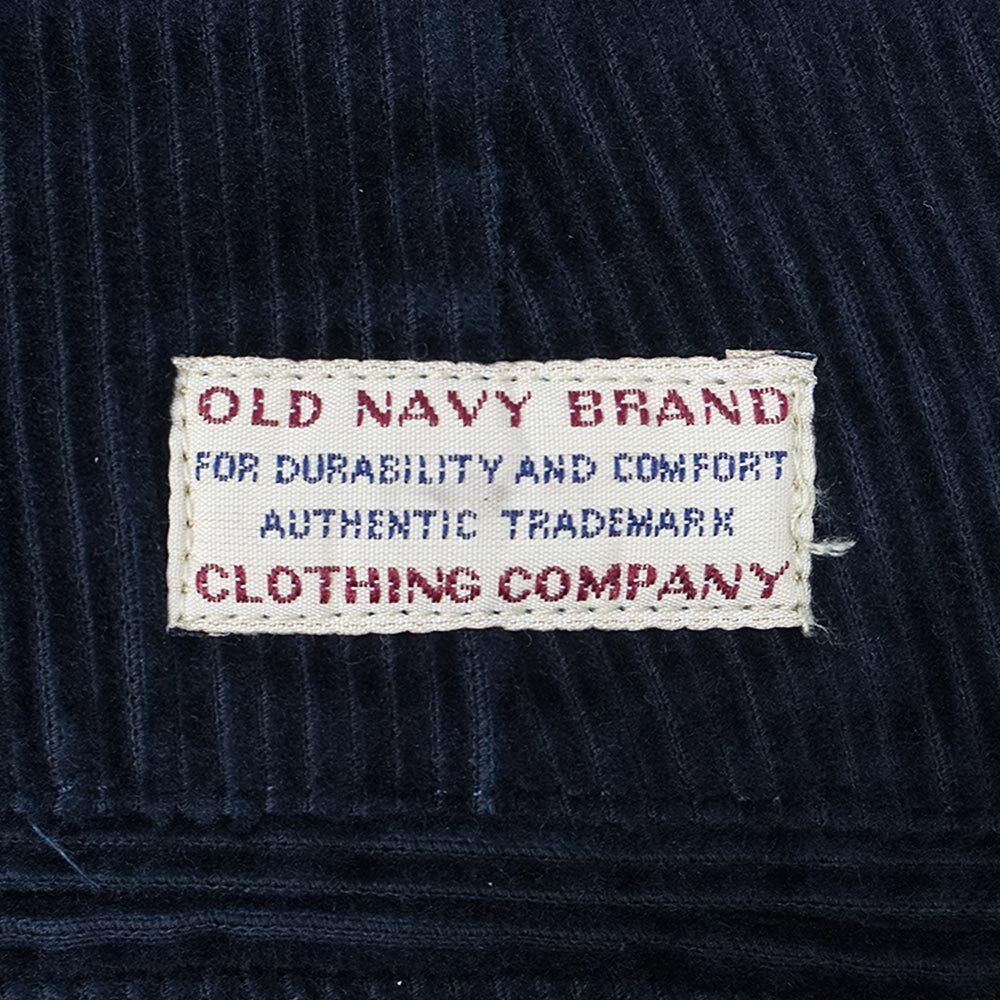 OLD NAVY BRAND
FOR DURABILITY AND COMFORT
AUTHENTIC TRADEMARK
CLOTHING COMPANY